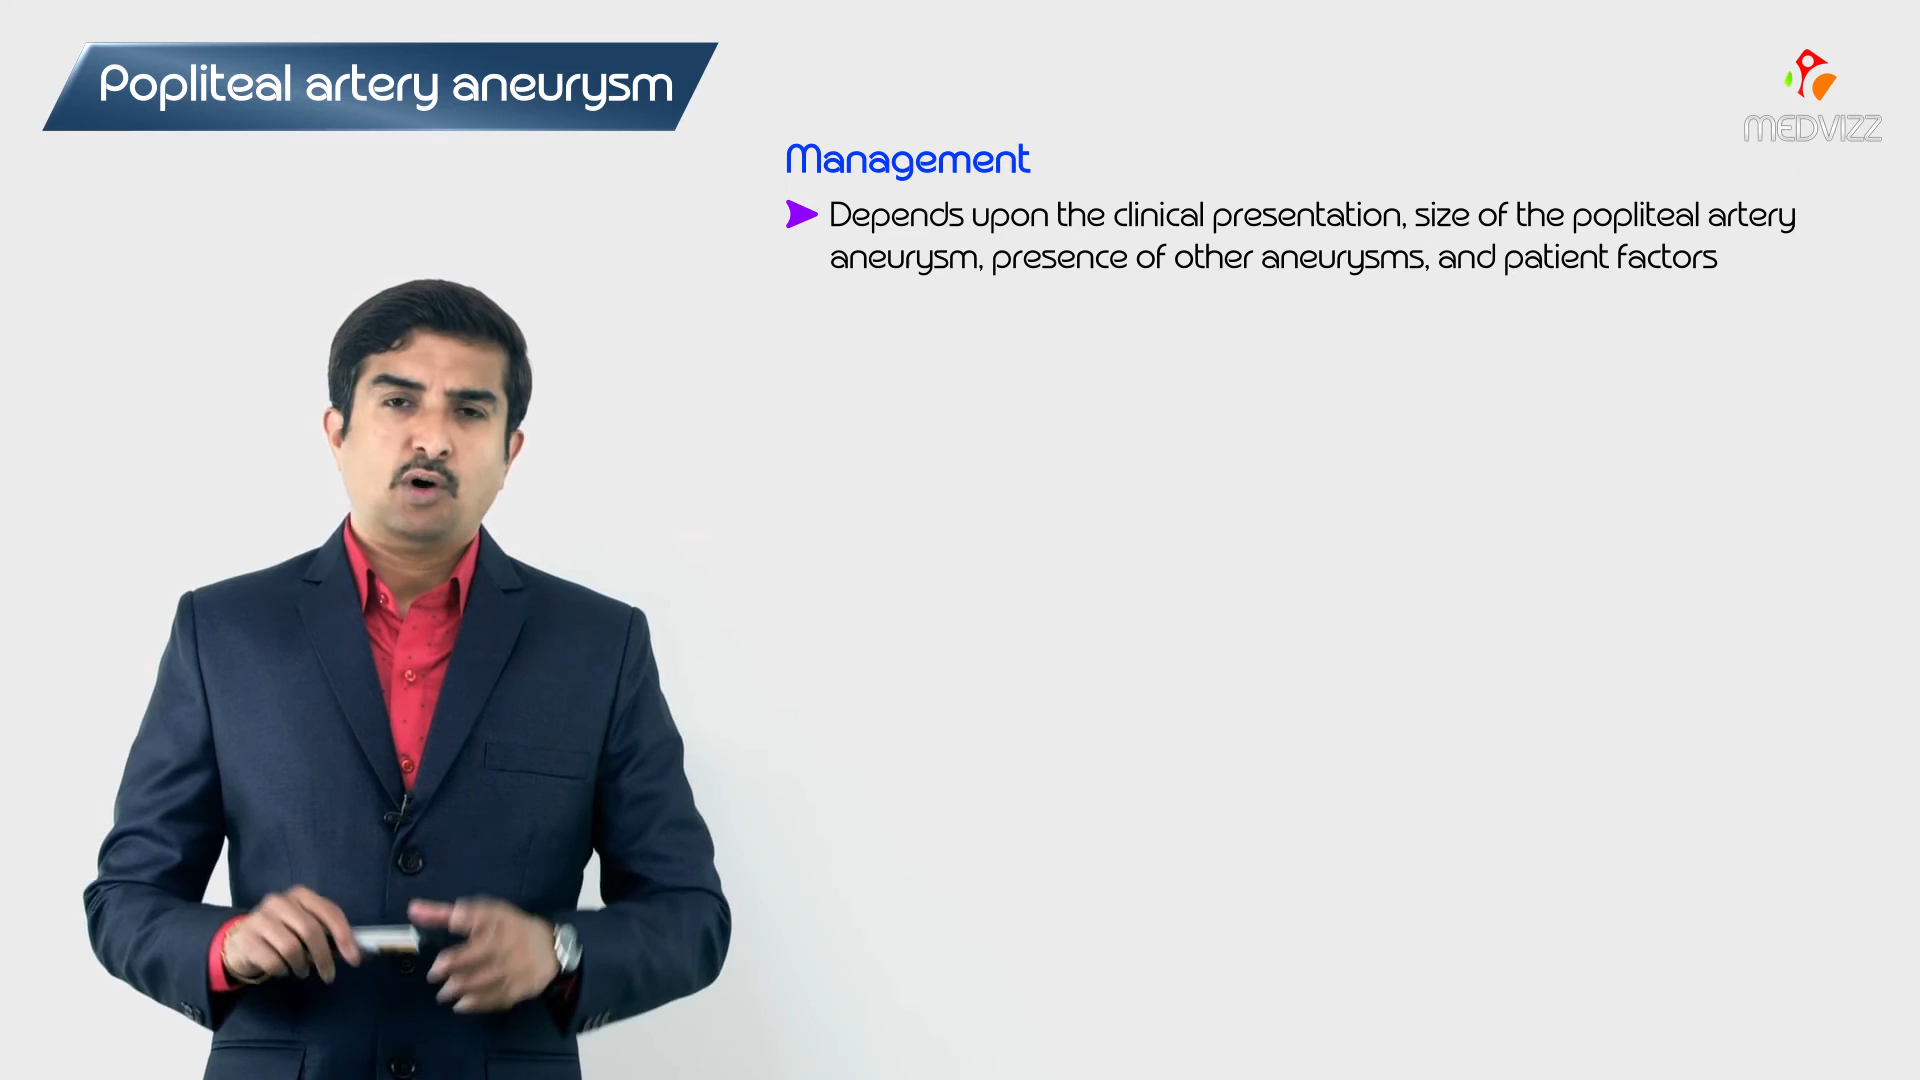 Popliteal artery aneurysm
MEDVIZZ
Management
Depends upon the clinical presentation, size of the popliteal artery
aneurysm, presence of other aneurysms, and patient factors